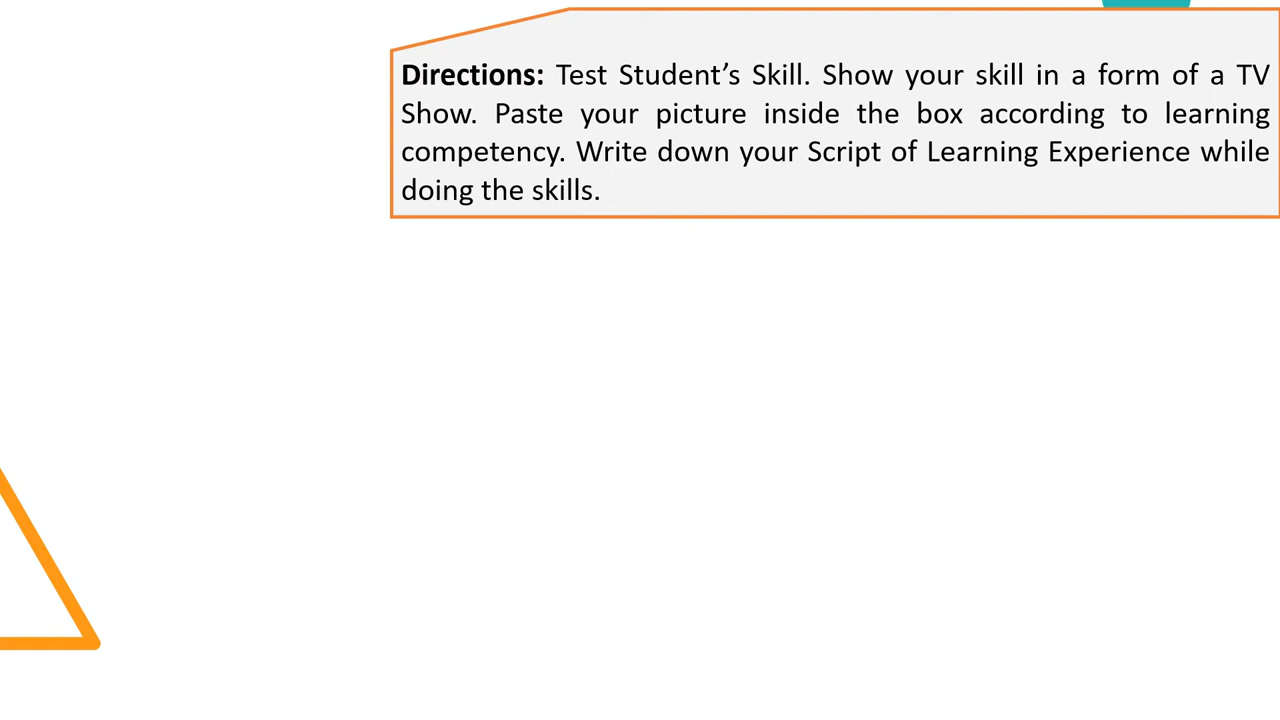 Directions: Test Student’s Skill. Show your skill in a form of a TV
Show. Paste your picture inside the box according to learning
competency. Write down your Script of Learning Experience while
doing the skills.